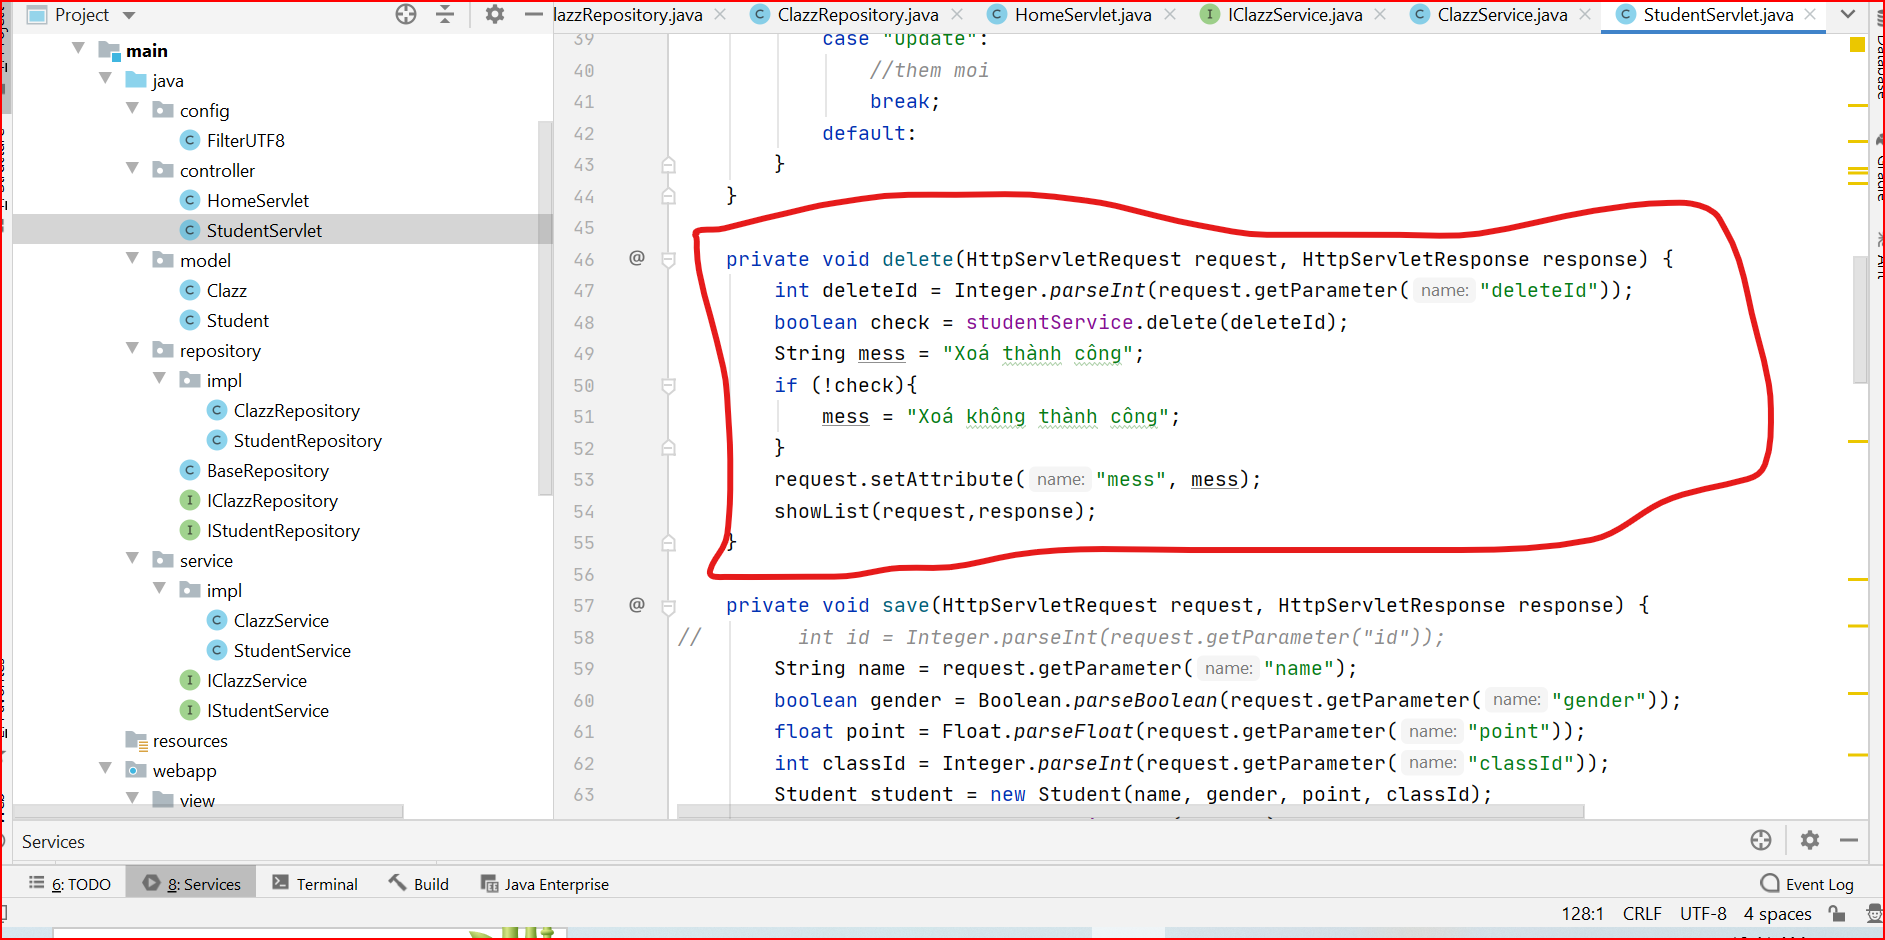 Project
lazzRepository.java
ClazzRepository.java
HomeServlet.java
IClazzService.java
ClazzService.java
StudentServlet.java
main
java
config
FilterUTF8
controller
HomeServlet
StudentServlet
model
Clazz
Student
repository
impl
ClazzRepository
StudentRepository
BaseRepository
IClazzRepository
IStudentRepository
service
impl
ClazzService
StudentService
IClazzService
IStudentService
resources
webapp
view
39 case "update":
40 //them moi
41 break;
42 default:
43 }
44 }
45
46 @ private void delete(HttpServletRequest request, HttpServletResponse response) {
47 int deleteId = Integer.parseInt(request.getParameter( name: "deleteId"));
48 boolean check = studentService.delete(deleteId);
49 String mess = "Xoá thành công";
50 if (!check){
51 mess = "Xoá không thành công";
52 }
53 request.setAttribute( name: "mess", mess);
54 showList(request,response);
55 }
56
57 @ private void save(HttpServletRequest request, HttpServletResponse response) {
58 // int id = Integer.parseInt(request.getParameter("id"));
59 String name = request.getParameter( name: "name");
60 boolean gender = Boolean.parseBoolean(request.getParameter( name: "gender"));
61 float point = Float.parseFloat(request.getParameter( name: "point"));
62 int classId = Integer.parseInt(request.getParameter( name: "classId"));
63 Student student = new Student(name, gender, point, classId);
Database
Services
6: TODO
8: Services
Terminal
Build
Java Enterprise
Event Log
128:1 CRLF UTF-8 4 spaces